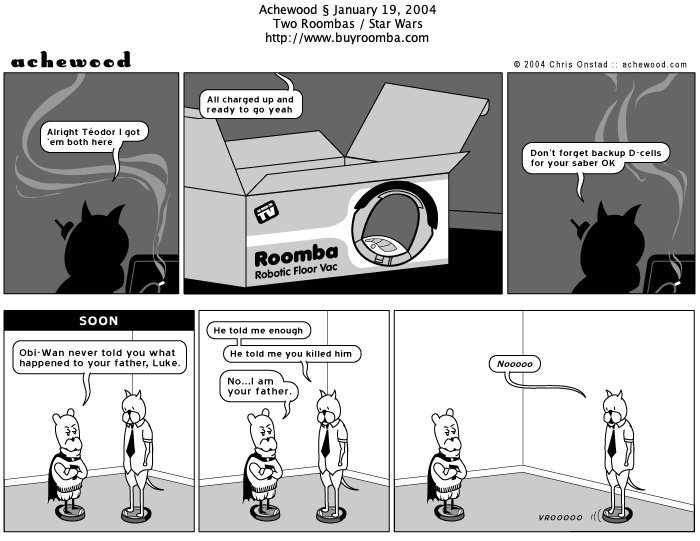 Achewood § January 19, 2004
Two Roombas / Star Wars
http://www.buyroomba.com
achewood
© 2004 Chris Onstad :: achewood.com
Alright Téodor I got
'em both here
All charged up and
ready to go yeah
TV
Roomba
Robotic Floor Vac
Don't forget backup D-cells
for your saber OK
SOON
Obi-Wan never told you what
happened to your father, Luke.
He told me enough
He told me you killed him
No...I am
your father.
Nooooo
VROOOOO